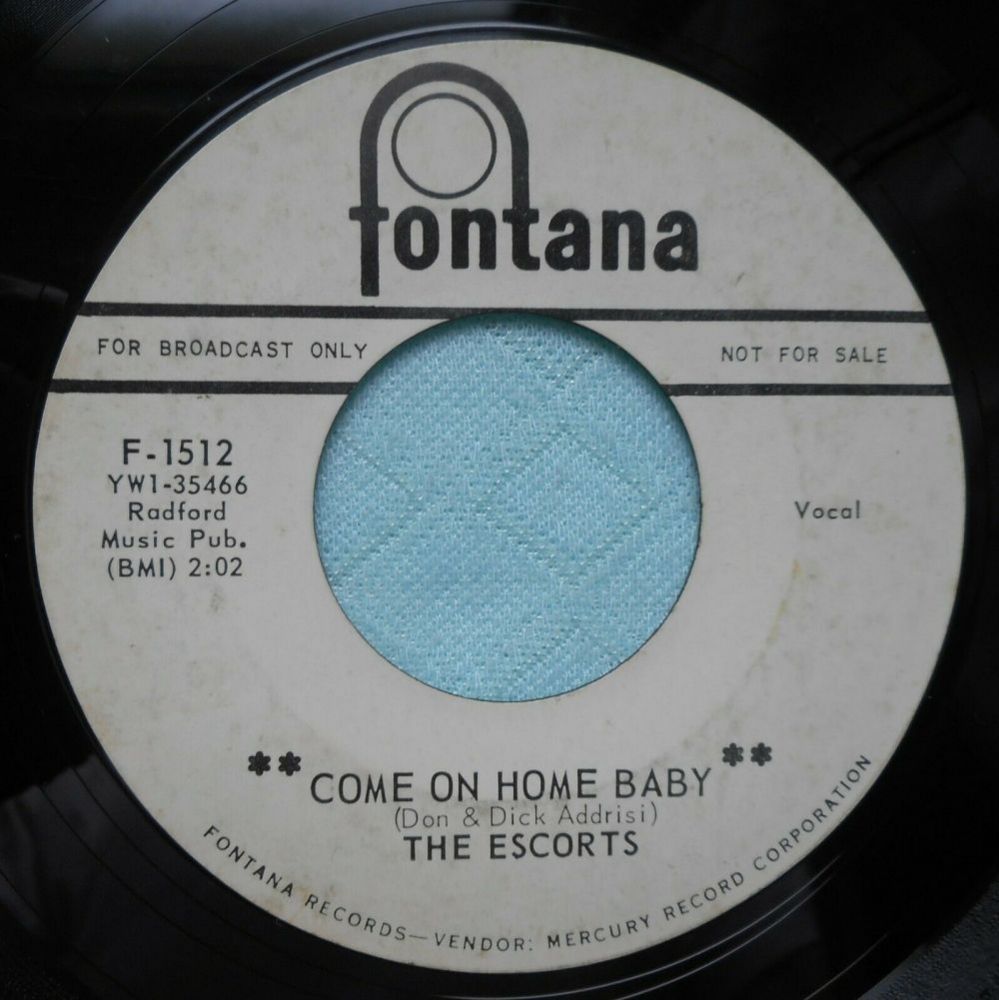 fontana
FOR BROADCAST ONLY
NOT FOR SALE
F-1512
YW1-35466
Radford
Music Pub.
(BMI) 2:02
Vocal
** COME ON HOME BABY **
(Don & Dick Addrisi)
THE ESCORTS
FONTANA RECORDS—VENDOR: MERCURY RECORD CORPORATION